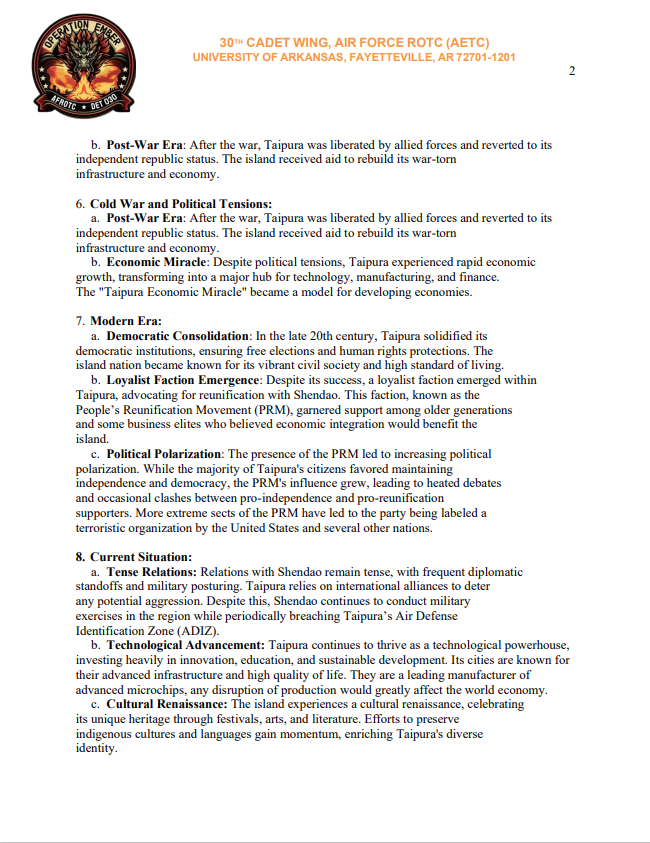 OPERATION EMBER
AFROTC ★ DET 030
30TH CADET WING, AIR FORCE ROTC (AETC)
UNIVERSITY OF ARKANSAS, FAYETTEVILLE, AR 72701-1201
2
b. Post-War Era: After the war, Taipura was liberated by allied forces and reverted to its
independent republic status. The island received aid to rebuild its war-torn
infrastructure and economy.
6. Cold War and Political Tensions:
a. Post-War Era: After the war, Taipura was liberated by allied forces and reverted to its
independent republic status. The island received aid to rebuild its war-torn
infrastructure and economy.
b. Economic Miracle: Despite political tensions, Taipura experienced rapid economic
growth, transforming into a major hub for technology, manufacturing, and finance.
The "Taipura Economic Miracle" became a model for developing economies.
7. Modern Era:
a. Democratic Consolidation: In the late 20th century, Taipura solidified its
democratic institutions, ensuring free elections and human rights protections. The
island nation became known for its vibrant civil society and high standard of living.
b. Loyalist Faction Emergence: Despite its success, a loyalist faction emerged within
Taipura, advocating for reunification with Shendao. This faction, known as the
People’s Reunification Movement (PRM), garnered support among older generations
and some business elites who believed economic integration would benefit the
island.
c. Political Polarization: The presence of the PRM led to increasing political
polarization. While the majority of Taipura's citizens favored maintaining
independence and democracy, the PRM's influence grew, leading to heated debates
and occasional clashes between pro-independence and pro-reunification
supporters. More extreme sects of the PRM have led to the party being labeled a
terroristic organization by the United States and several other nations.
8. Current Situation:
a. Tense Relations: Relations with Shendao remain tense, with frequent diplomatic
standoffs and military posturing. Taipura relies on international alliances to deter
any potential aggression. Despite this, Shendao continues to conduct military
exercises in the region while periodically breaching Taipura’s Air Defense
Identification Zone (ADIZ).
b. Technological Advancement: Taipura continues to thrive as a technological powerhouse,
investing heavily in innovation, education, and sustainable development. Its cities are known for
their advanced infrastructure and high quality of life. They are a leading manufacturer of
advanced microchips, any disruption of production would greatly affect the world economy.
c. Cultural Renaissance: The island experiences a cultural renaissance, celebrating
its unique heritage through festivals, arts, and literature. Efforts to preserve
indigenous cultures and languages gain momentum, enriching Taipura's diverse
identity.